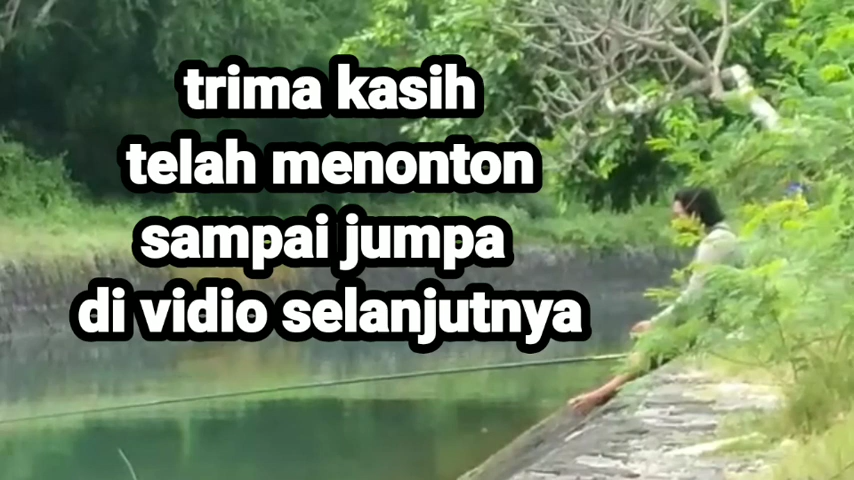 trima kasih
telah menonton
sampai jumpa
di vidio selanjutnya